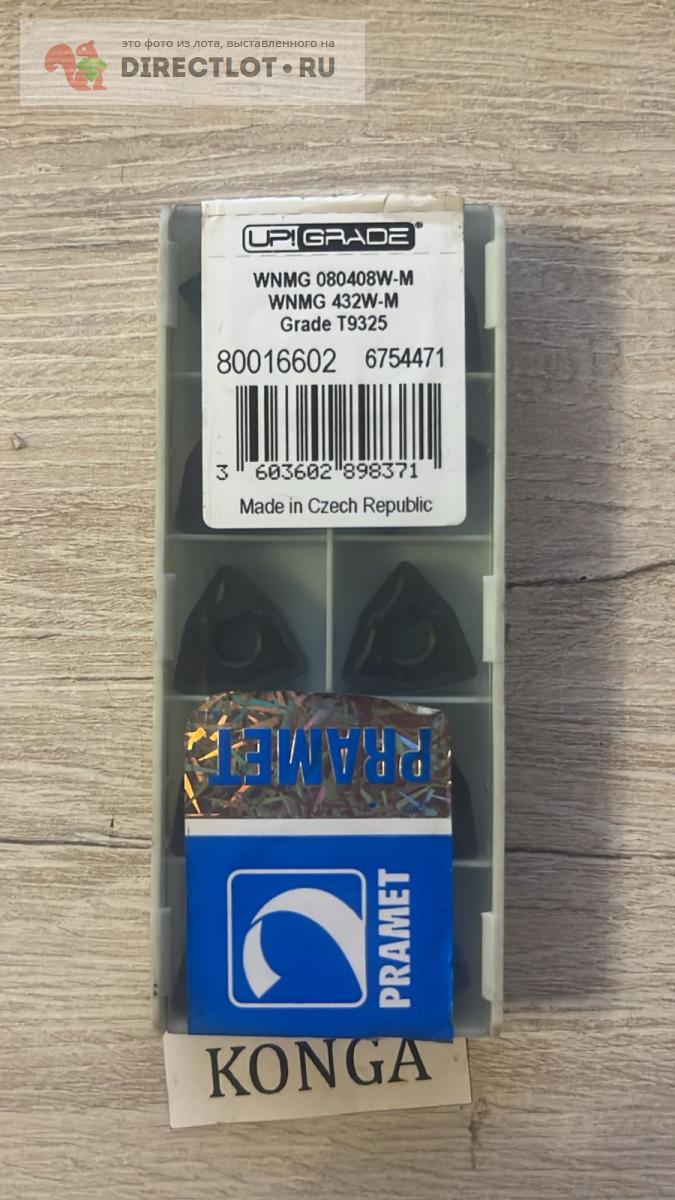 это фото из лота, выставленного на
DIRECTLOT•RU
UP!GRADE®
WNMG 080408W-M
WNMG 432W-M
Grade T9325
80016602 6754471
3 603602 898371
Made in Czech Republic
PRAMET
PRAMET
KONGA